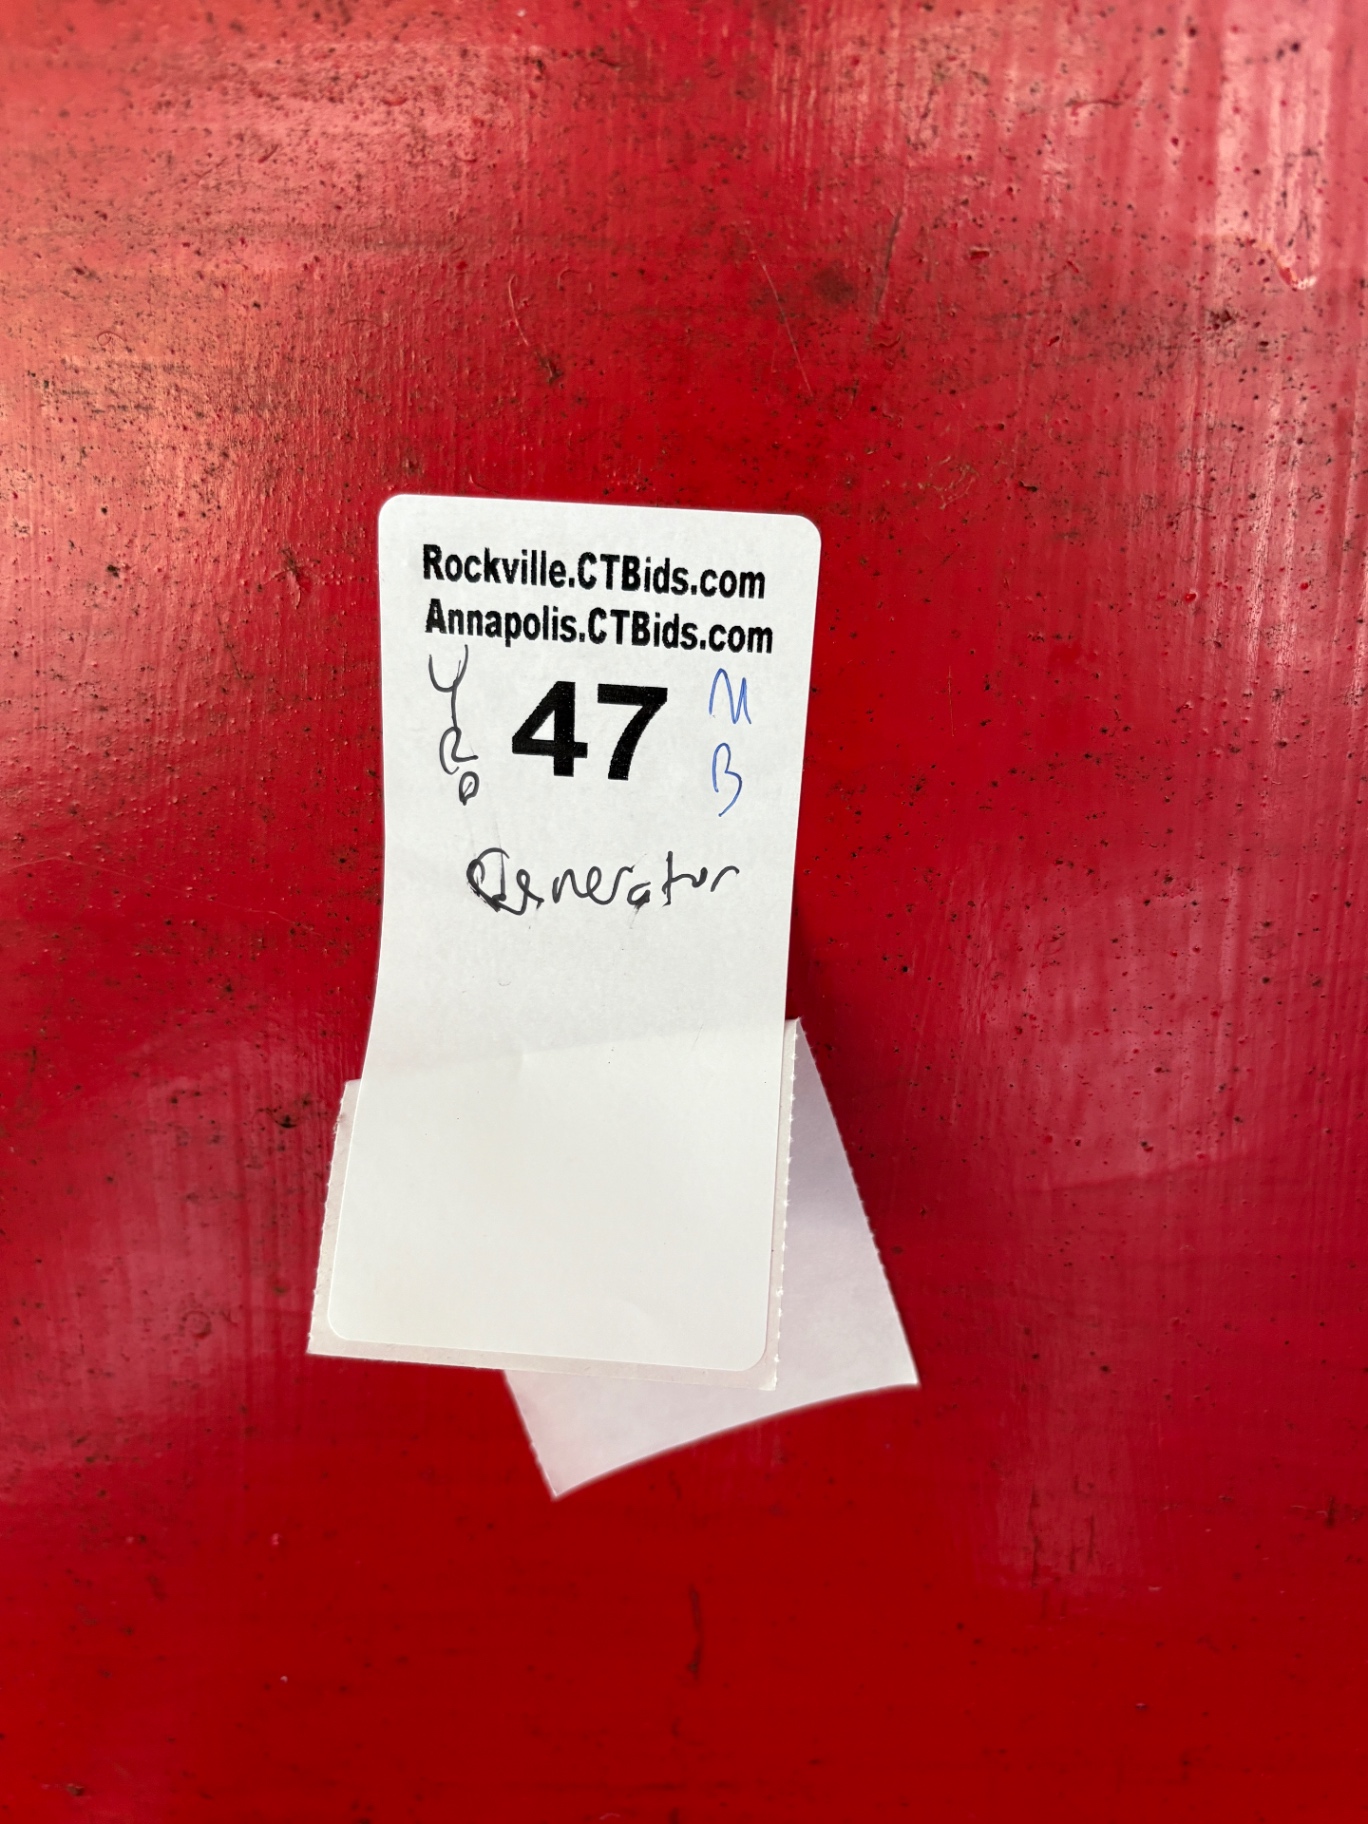 Rockville.CTBids.com
Annapolis.CTBids.com
47
M
B
Generator